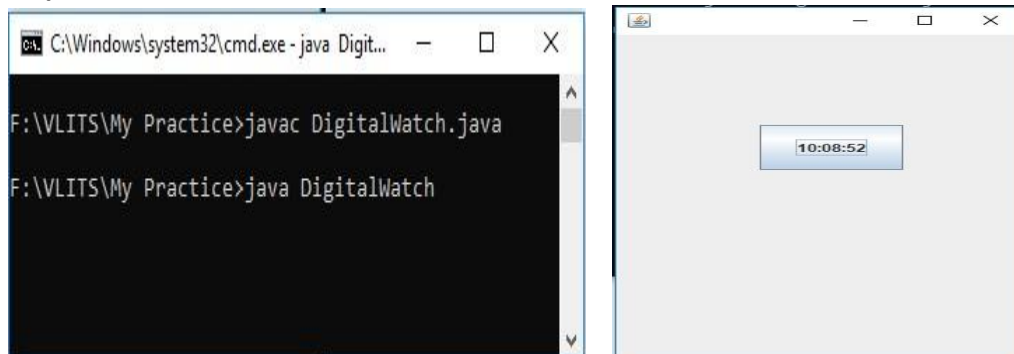 C:\Windows\system32\cmd.exe - java Digit...
F:\VLITS\My Practice>javac DigitalWatch.java
F:\VLITS\My Practice>java DigitalWatch
10:08:52